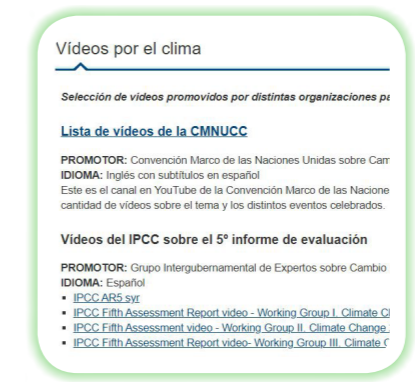 Vídeos por el clima
Selección de videos promovidos por distintas organizaciones pa
Lista de vídeos de la CMNUCC
PROMOTOR: Convención Marco de las Naciones Unidas sobre Cam
IDIOMA: Inglés con subtítulos en español
Este es el canal en YouTube de la Convención Marco de las Nacione
cantidad de vídeos sobre el tema y los distintos eventos celebrados.
Vídeos del IPCC sobre el 5º informe de evaluación
PROMOTOR: Grupo Intergubernamental de Expertos sobre Cambio
IDIOMA: Español
▪ IPCC AR5 syr
▪ IPCC Fifth Assessment Report video - Working Group I. Climate C
▪ IPCC Fifth Assessment video - Working Group II. Climate Change
▪ IPCC Fifth Assessment Report video- Working Group III. Climate C